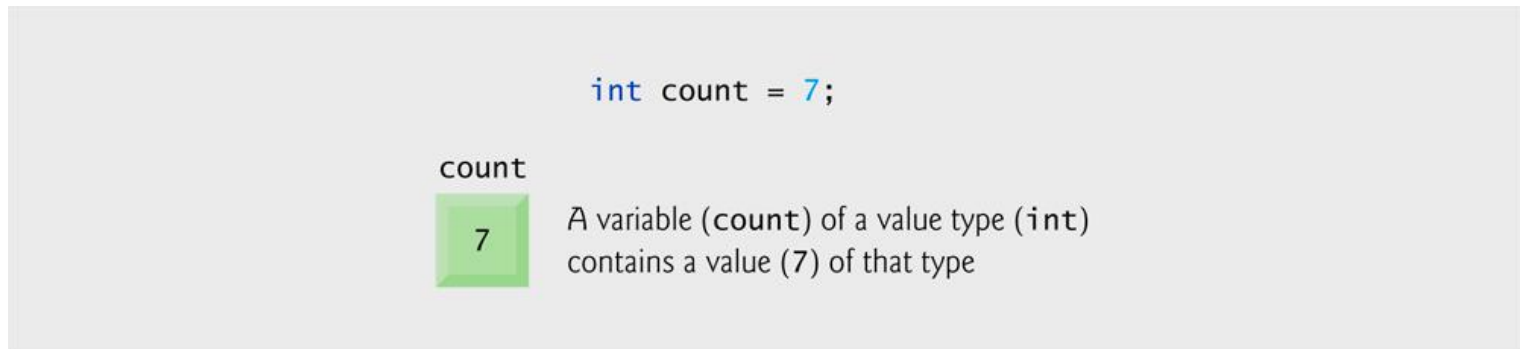 int count = 7;
count
7
A variable (count) of a value type (int)
contains a value (7) of that type